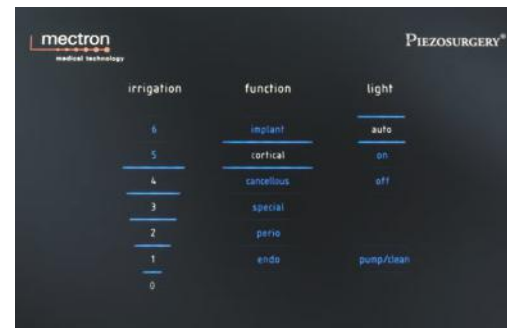 mectron
medical technology
PIEZOSURGERY®
irrigation function light
6 implant auto
5 cortical on
4 cancellous off
3 special
2 perio
1 endo pump/clean
0